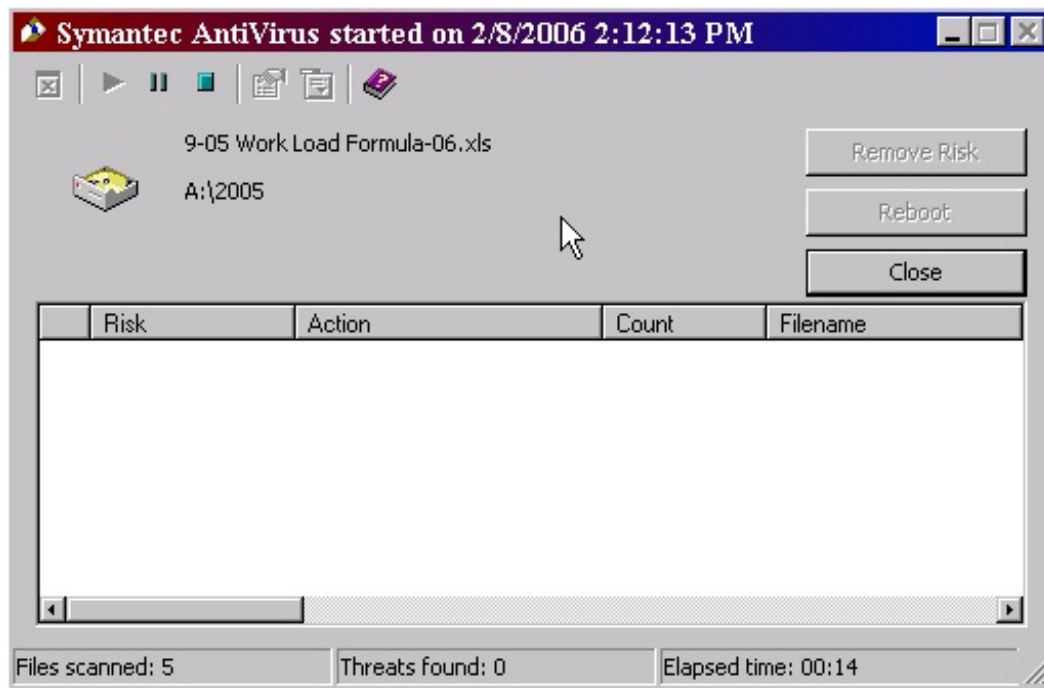 Symantec AntiVirus started on 2/8/2006 2:12:13 PM
9-05 Work Load Formula-06.xls
A:\2005
Remove Risk
Reboot
Close
Risk Action Count Filename
Files scanned: 5 Threats found: 0 Elapsed time: 00:14